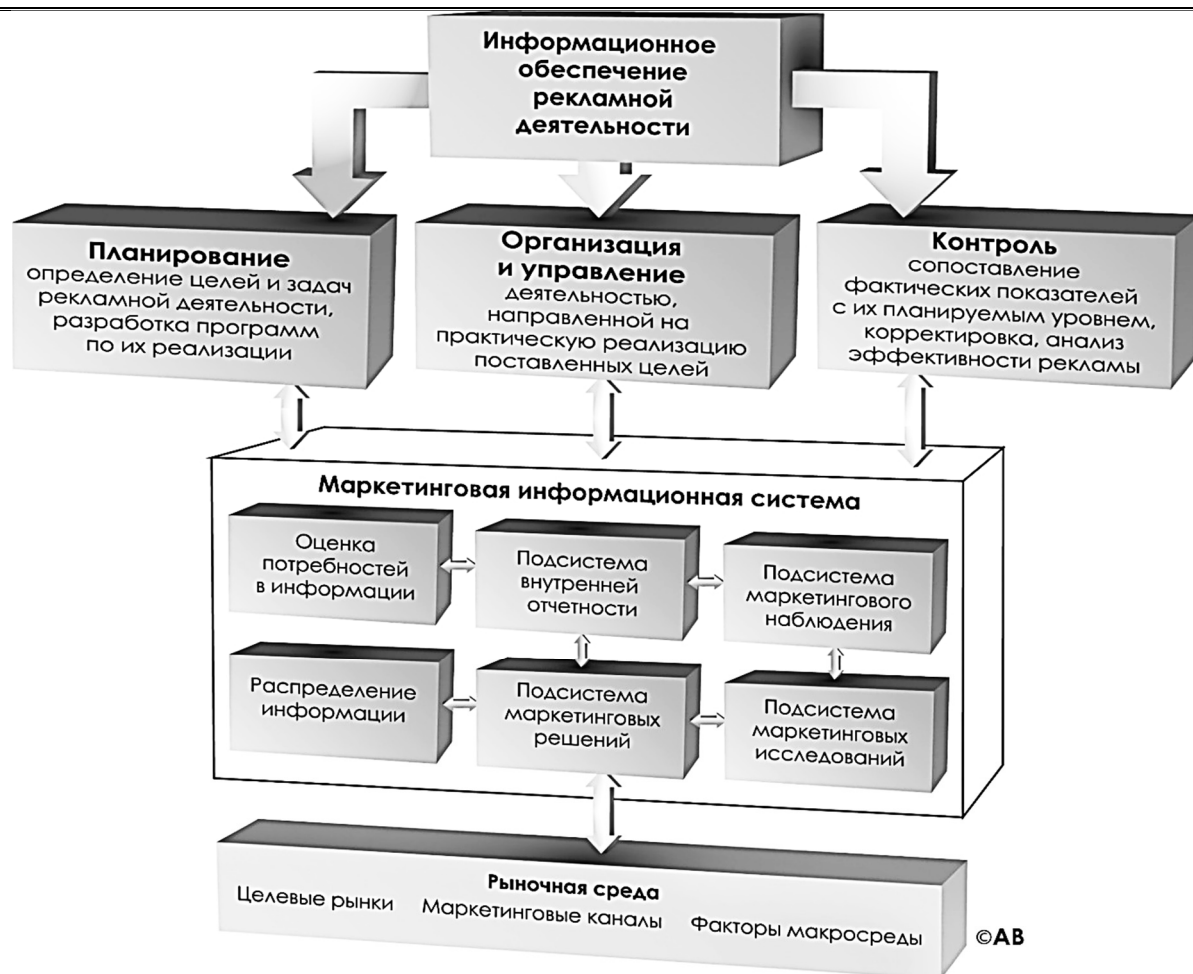 Информационное
обеспечение
рекламной
деятельности
Планирование
определение целей и задач
рекламной деятельности,
разработка программ
по их реализации
Организация
и управление
деятельностью,
направленной на
практическую реализацию
поставленных целей
Контроль
сопоставление
фактических показателей
с их планируемым уровнем,
корректировка, анализ
эффективности рекламы
Маркетинговая информационная система
Оценка
потребностей
в информации
Подсистема
внутренней
отчетности
Подсистема
маркетингового
наблюдения
Распределение
информации
Подсистема
маркетинговых
решений
Подсистема
маркетинговых
исследований
Рыночная среда
Целевые рынки Маркетинговые каналы Факторы макросреды
©АВ